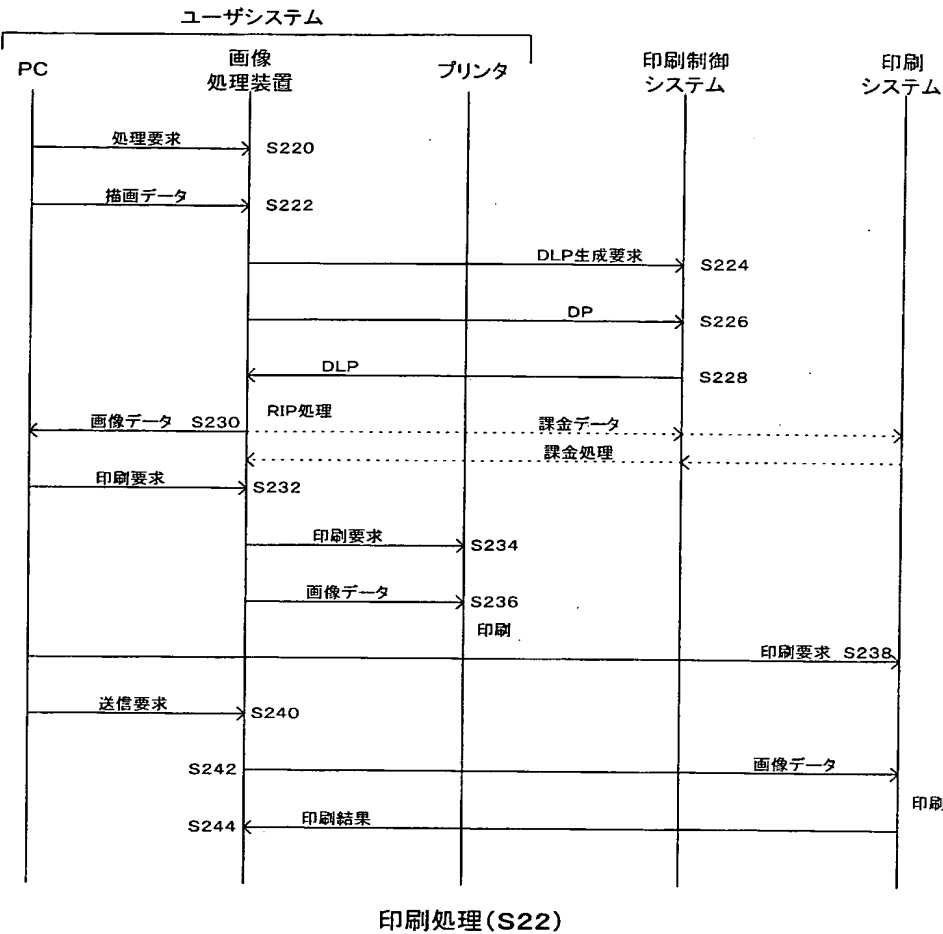 ユーザシステム
PC
画像
処理装置
プリンタ
印刷制御
システム
印刷
システム
処理要求 S220
描画データ S222
DLP生成要求 S224
DP S226
DLP S228
RIP処理
画像データ S230 課金データ
課金処理
印刷要求 S232
印刷要求 S234
画像データ S236
印刷
印刷要求 S238
送信要求 S240
S242 画像データ
印刷
S244 印刷結果
印刷処理(S22)